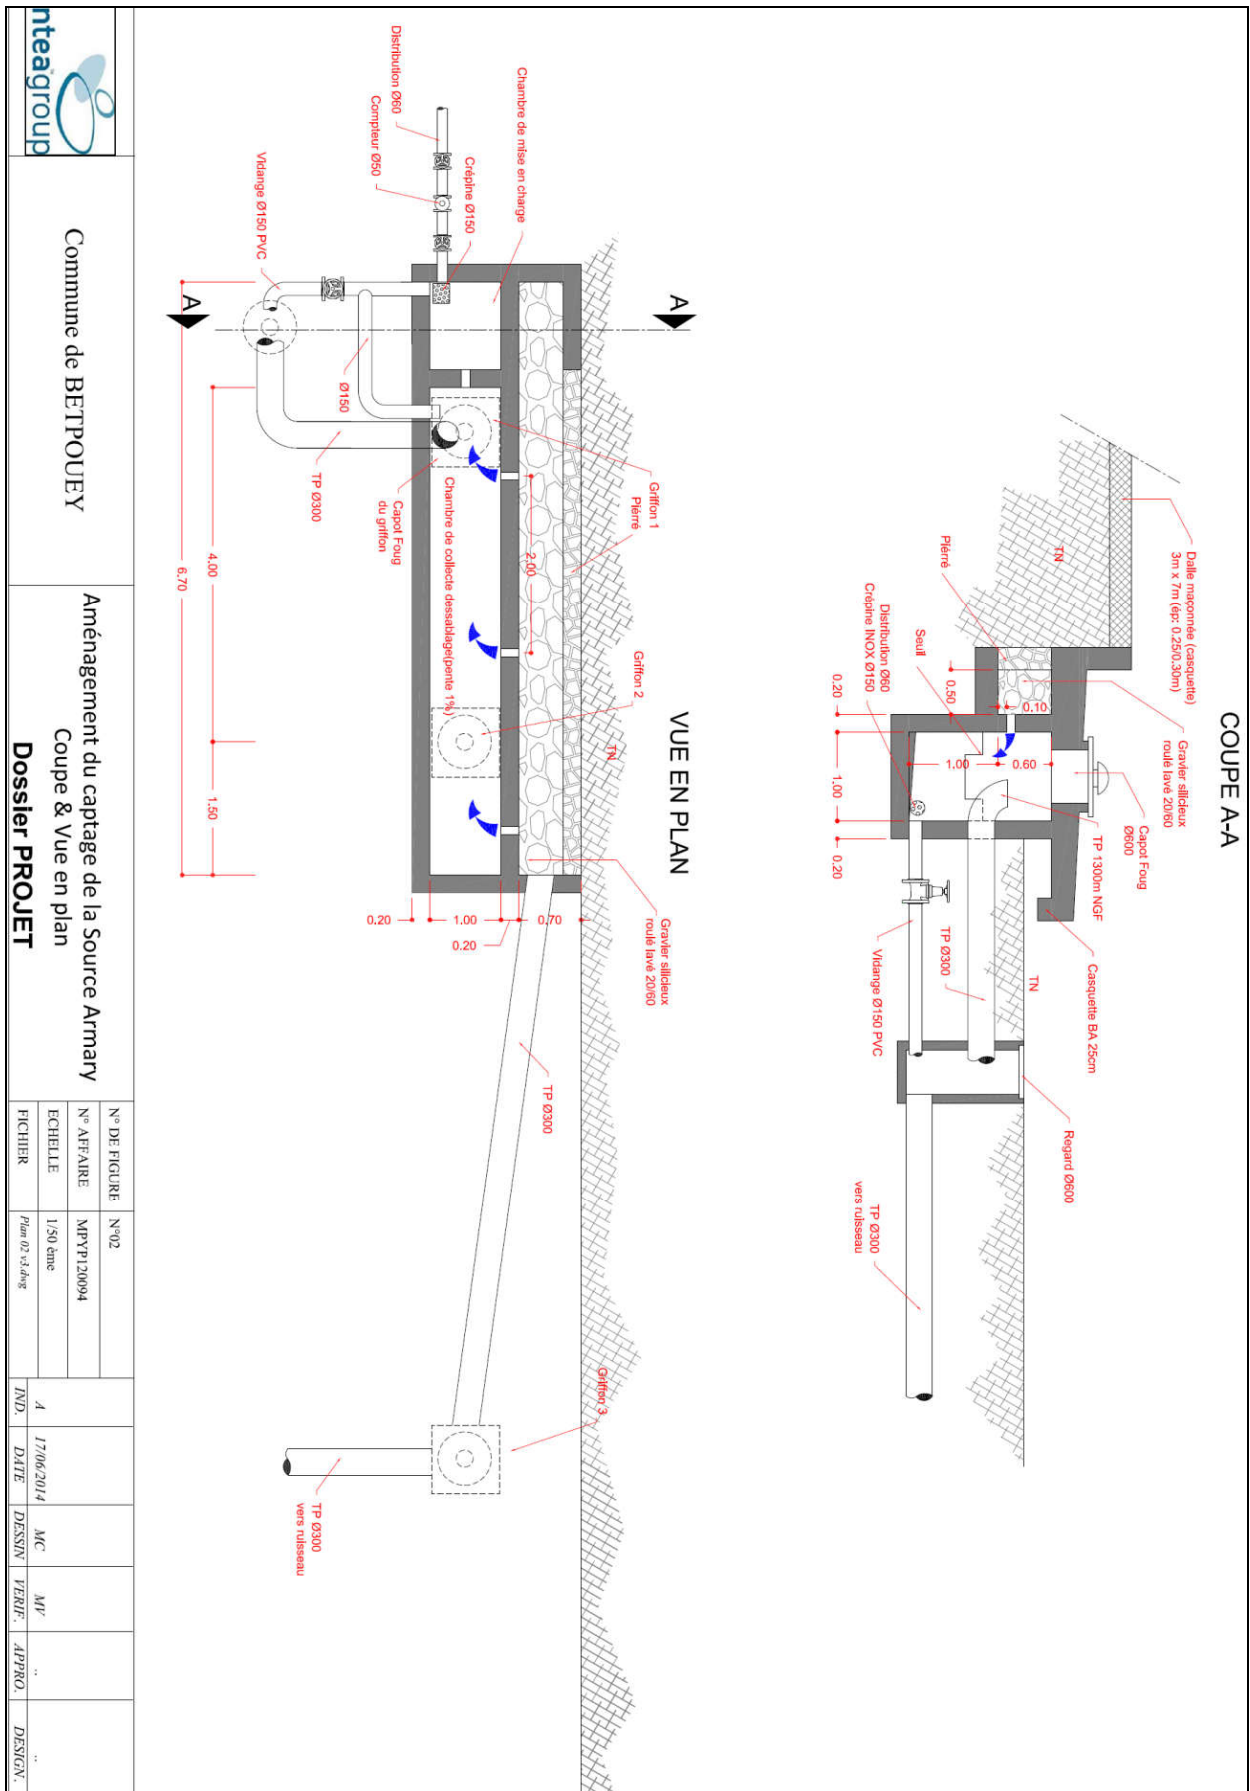 COUPE A-A
Dalle maçonnée (casquette)
3m x 7m (ép: 0.25/0.30m)
TN
Piérré
Gravier silicieux
roulé lavé 20/60
Capot Foug
Ø600
TP 1300m NGF
Casquette BA 25cm
Seuil
Distribution Ø60
Crépine INOX Ø150
0.50
0.10
0.20
1.00
0.60
1.00
0.20
TP Ø300
TN
Vidange Ø150 PVC
Regard Ø600
TP Ø300
vers ruisseau
VUE EN PLAN
A
A
Distribution Ø60
Compteur Ø50
Crépine Ø150
Chambre de mise en charge
Vidange Ø150 PVC
Ø150
TP Ø300
Capot Foug
du griffon
Chambre de collecte dessablage(pente 1%)
Griffon 1
Piérré
2.00
Griffon 2
TN
Gravier silicieux
roulé lavé 20/60
4.00
1.50
6.70
0.20
1.00
0.20
0.70
TP Ø300
Griffon 3
TP Ø300
vers ruisseau
nteagroup
Commune de BETPOUEY
Aménagement du captage de la Source Armary
Coupe & Vue en plan
Dossier PROJET
N° DE FIGURE N°02
N° AFFAIRE MPYP120094
ECHELLE 1/50 ème
FICHIER Plan 02 v3.dwg
A 17/06/2014 MC MV .. ..
IND. DATE DESSIN VERIF. APPRO. DESIGN.